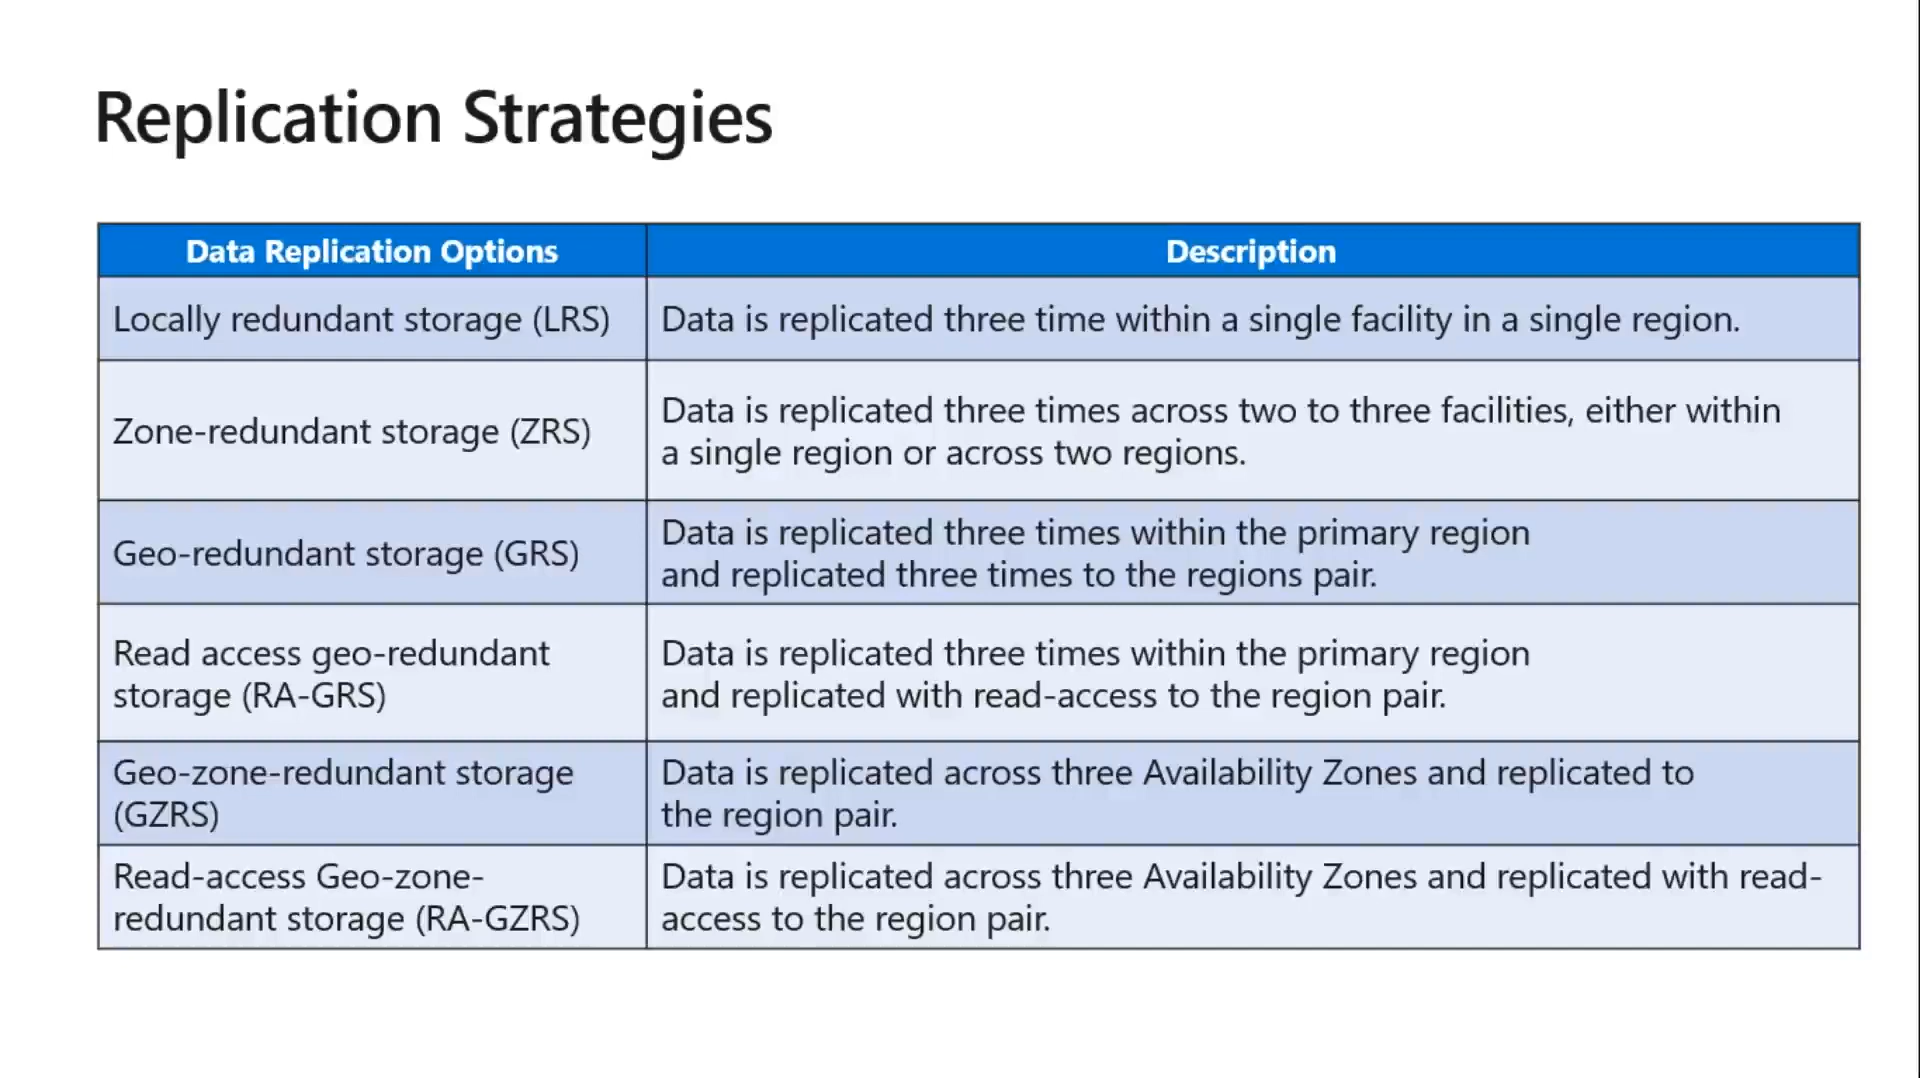 Replication Strategies
Data Replication Options
Description
Locally redundant storage (LRS)
Data is replicated three time within a single facility in a single region.
Zone-redundant storage (ZRS)
Data is replicated three times across two to three facilities, either within
a single region or across two regions.
Geo-redundant storage (GRS)
Data is replicated three times within the primary region
and replicated three times to the regions pair.
Read access geo-redundant
storage (RA-GRS)
Data is replicated three times within the primary region
and replicated with read-access to the region pair.
Geo-zone-redundant storage
(GZRS)
Data is replicated across three Availability Zones and replicated to
the region pair.
Read-access Geo-zone-
redundant storage (RA-GZRS)
Data is replicated across three Availability Zones and replicated with read-
access to the region pair.